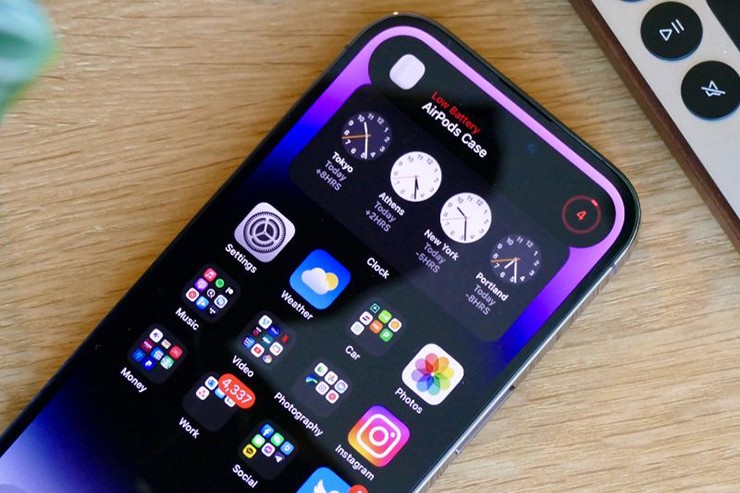 Low Battery
AirPods Case
4
Tokyo
Today
+8HRS
Athens
Today
+2HRS
New York
Today
-5HRS
Portland
Today
-8HRS
Clock
Settings
Weather
Car
Photos
Music
Video
Photography
Instagram
Money
4,337
Work
Social